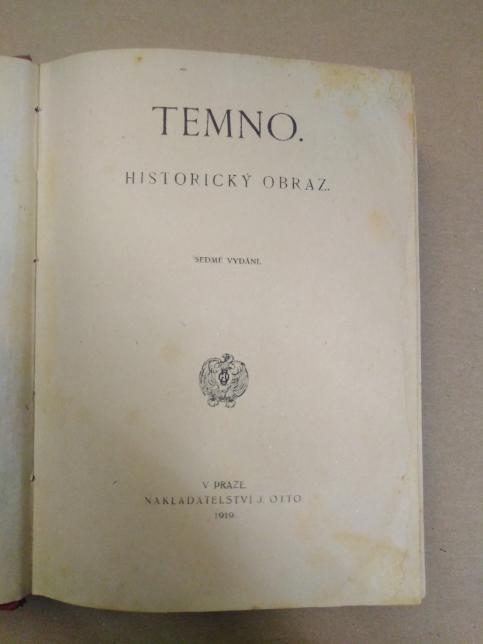 TEMNO.
HISTORICKÝ OBRAZ.
SEDMÉ VYDÁNÍ.
V PRAZE.
NAKLADATELSTVÍ J. OTTO.
1919.